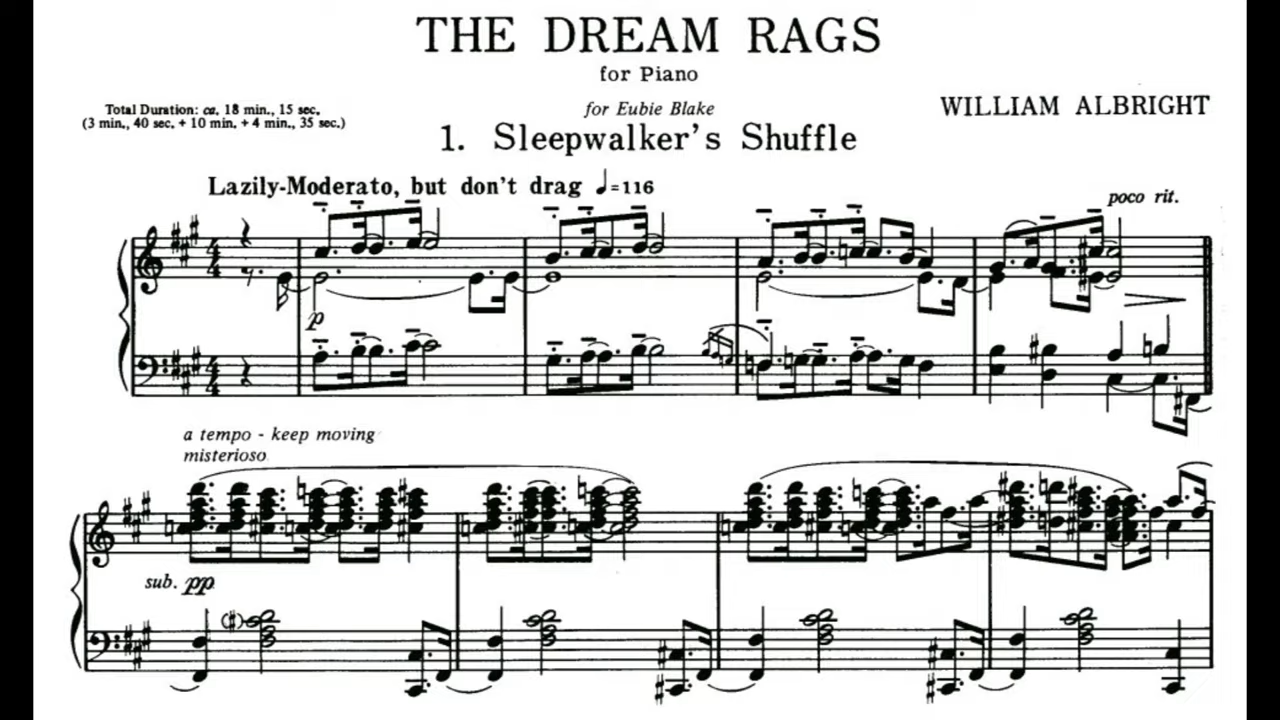 THE DREAM RAGS
for Piano
Total Duration: ca. 18 min., 15 sec.
(3 min., 40 sec. + 10 min. + 4 min., 35 sec.)
for Eubie Blake
WILLIAM ALBRIGHT
1. Sleepwalker's Shuffle
Lazily-Moderato, but don't drag ♩=116
poco rit.
p
a tempo - keep moving
misterioso
sub. pp